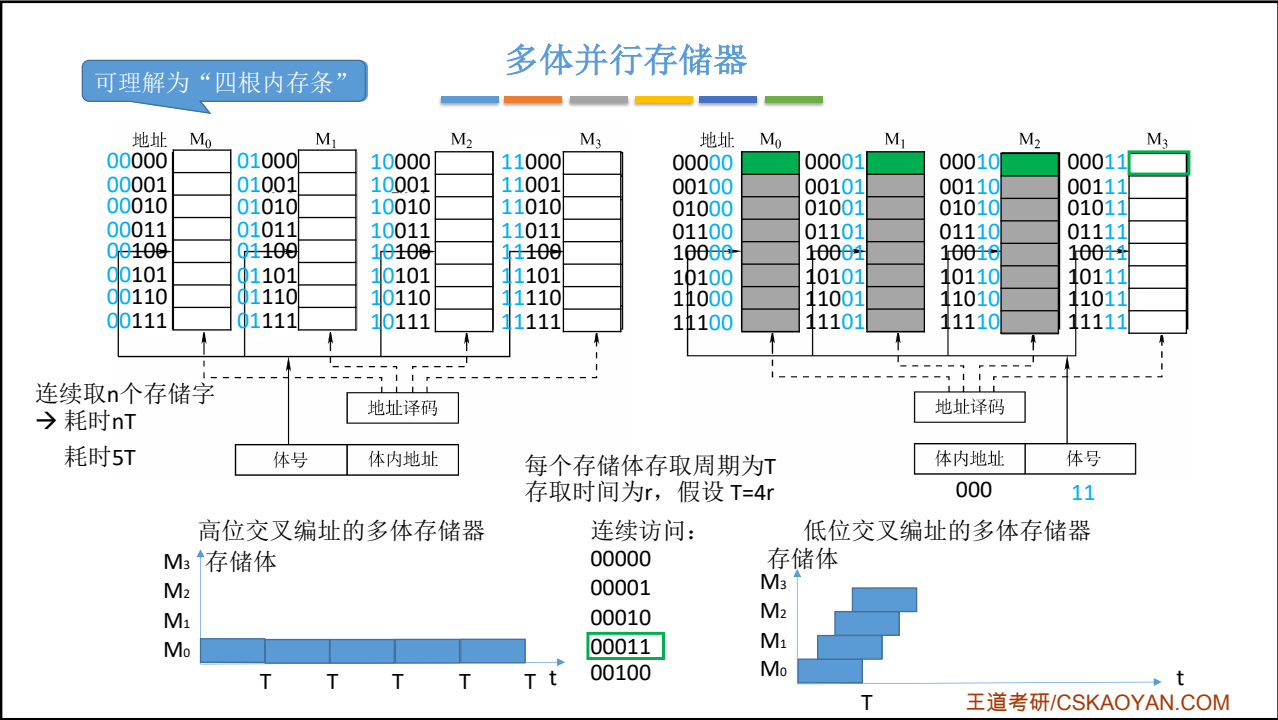 多体并行存储器
可理解为“四根内存条”
地址 M0 M1 M2 M3
00000 01000 10000 11000
00001 01001 10001 11001
00010 01010 10010 11010
00011 01011 10011 11011
00100 01100 10100 11100
00101 01101 10101 11101
00110 01110 10110 11110
00111 01111 10111 11111
地址译码
体号 体内地址
连续取n个存储字
→ 耗时nT
耗时5T
地址 M0 M1 M2 M3
00000 00001 00010 00011
00100 00101 00110 00111
01000 01001 01010 01011
01100 01101 01110 01111
10000 10001 10010 10011
10100 10101 10110 10111
11000 11001 11010 11011
11100 11101 11110 11111
地址译码
体内地址 体号
000 11
每个存储体存取周期为T
存取时间为r，假设 T=4r
高位交叉编址的多体存储器
存储体
M3
M2
M1
M0
T T T T T t
连续访问：
00000
00001
00010
00011
00100
低位交叉编址的多体存储器
存储体
M3
M2
M1
M0
T
t
王道考研/CSKAOYAN.COM